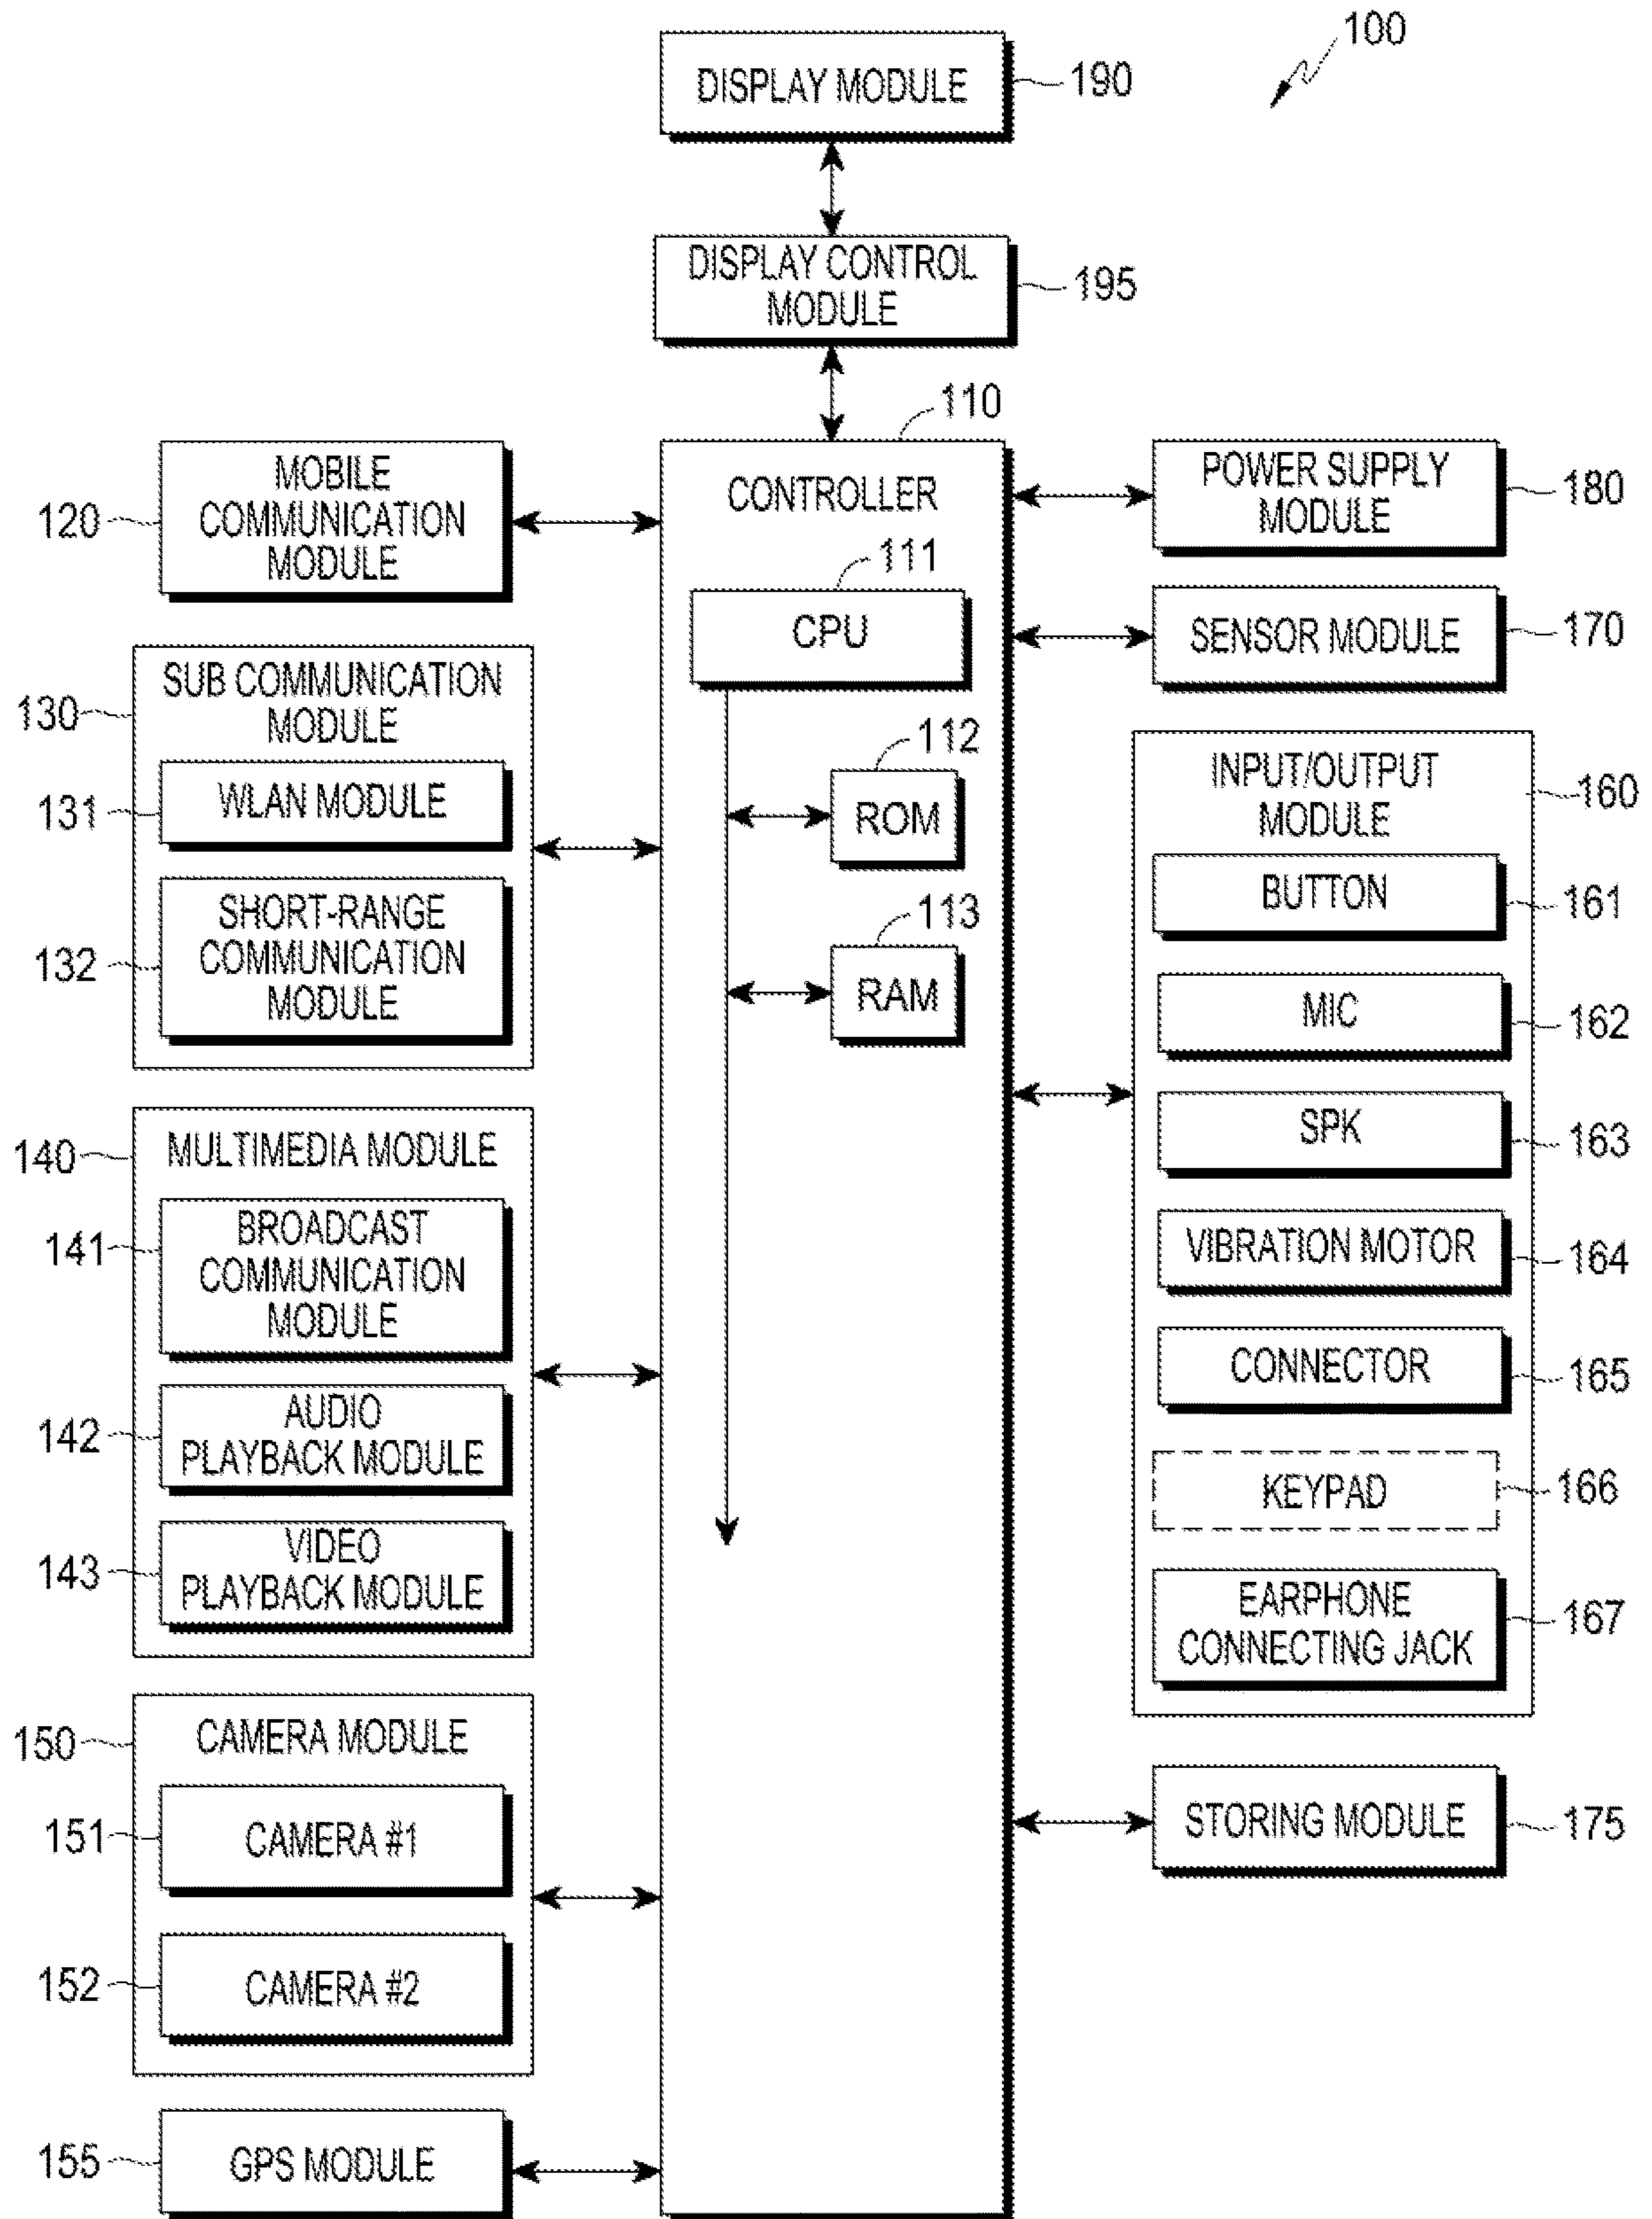 100
DISPLAY MODULE
190
DISPLAY CONTROL
MODULE
195
110
CONTROLLER
111
CPU
112
ROM
113
RAM
120
MOBILE
COMMUNICATION
MODULE
130
SUB COMMUNICATION
MODULE
131
WLAN MODULE
132
SHORT-RANGE
COMMUNICATION
MODULE
140
MULTIMEDIA MODULE
141
BROADCAST
COMMUNICATION
MODULE
142
AUDIO
PLAYBACK MODULE
143
VIDEO
PLAYBACK MODULE
150
CAMERA MODULE
151
CAMERA #1
152
CAMERA #2
155
GPS MODULE
POWER SUPPLY
MODULE
180
SENSOR MODULE
170
INPUT/OUTPUT
MODULE
160
BUTTON
161
MIC
162
SPK
163
VIBRATION MOTOR
164
CONNECTOR
165
KEYPAD
166
EARPHONE
CONNECTING JACK
167
STORING MODULE
175